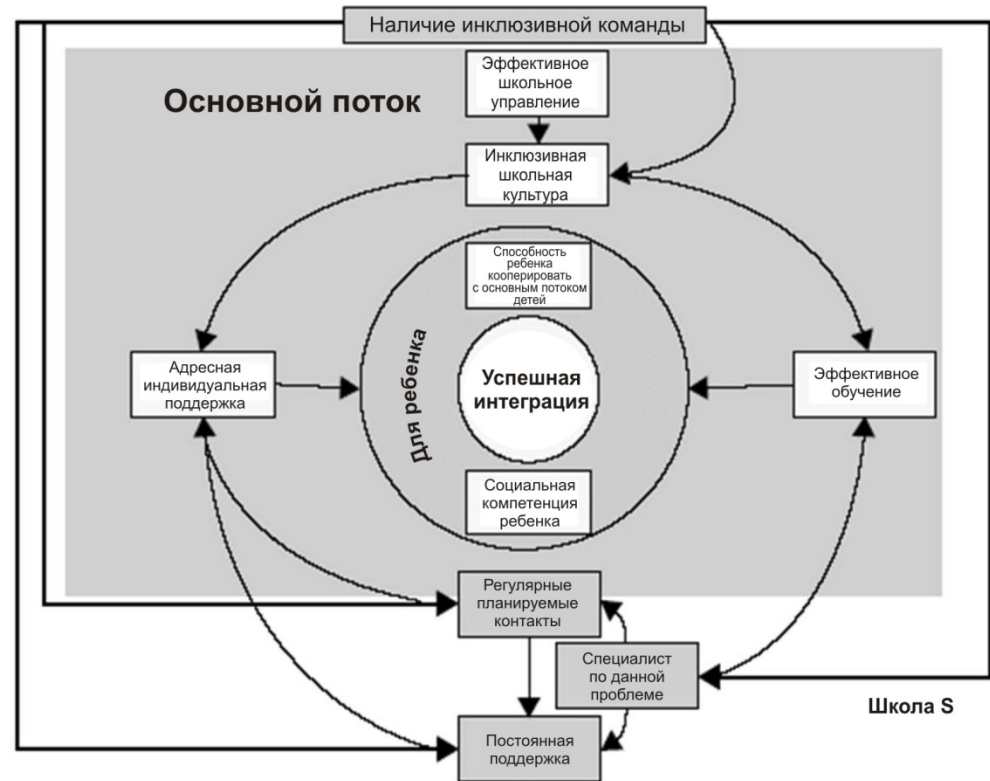 Наличие инклюзивной команды
Эффективное
школьное
управление
Основной поток
Инклюзивная
школьная
культура
Способность
ребенка
кооперировать
с основным потоком
детей
Для ребенка
Адресная
индивидуальная
поддержка
Успешная
интеграция
Эффективное
обучение
Социальная
компетенция
ребенка
Регулярные
планируемые
контакты
Специалист
по данной
проблеме
Школа S
Постоянная
поддержка